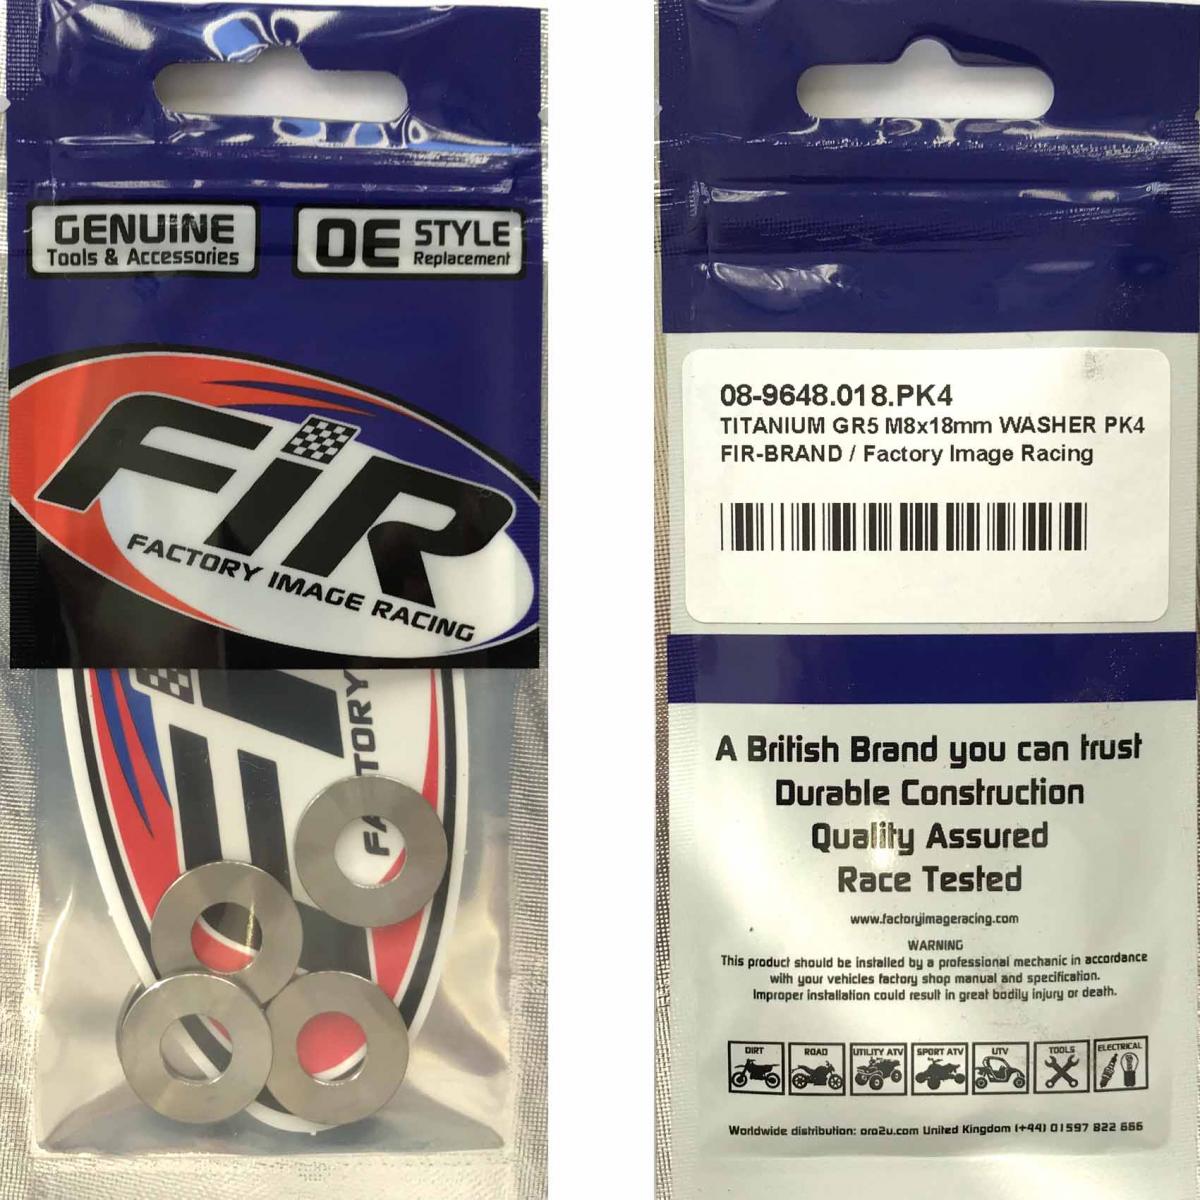 GENUINE
Tools & Accessories
OE STYLE
Replacement
FiR
FACTORY IMAGE RACING
FACTORY
08-9648.018.PK4
TITANIUM GR5 M8x18mm WASHER PK4
FIR-BRAND / Factory Image Racing
A British Brand you can trust
Durable Construction
Quality Assured
Race Tested
www.factoryimageracing.com
WARNING
This product should be installed by a professional mechanic in accordance
with your vehicles factory shop manual and specification.
Improper installation could result in great bodily injury or death.
DIRT ROAD UTILITY ATV SPORT ATV UTV TOOLS ELECTRICAL
Worldwide distribution: oro2u.com United Kingdom (+44) 01597 822 666